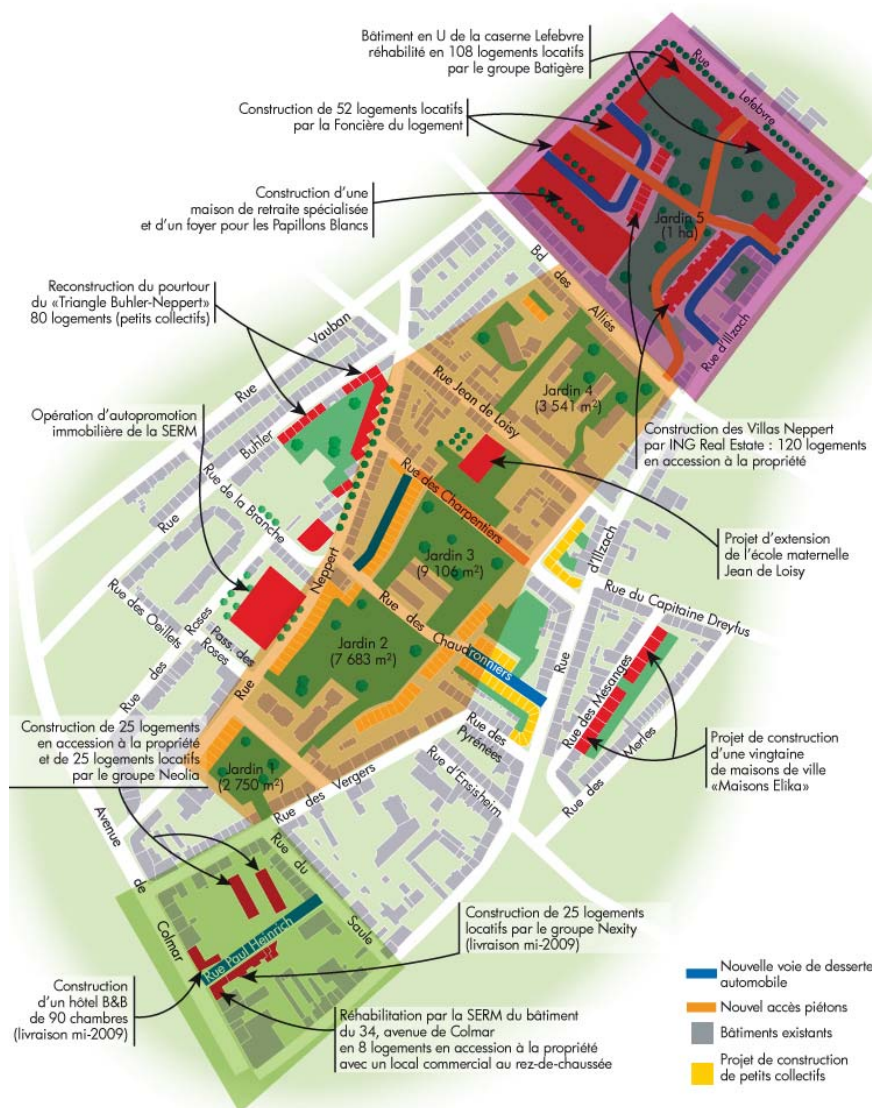 Bâtiment en U de la caserne Lefebvre
réhabilité en 108 logements locatifs
par le groupe Batigère
Rue
Lefebvre
Construction de 52 logements locatifs
par la Foncière du logement
Construction d'une
maison de retraite spécialisée
et d'un foyer pour les Papillons Blancs
Jardin 5
(1 ha)
Bd des Alliés
Rue d'Illzach
Reconstruction du pourtour
du «Triangle Buhler-Neppert»
80 logements (petits collectifs)
Rue Vauban
Rue Jean de Loisy
Jardin 4
(3 541 m²)
Opération d'autopromotion
immobilière de la SERM
Rue Buhler
Construction des Villas Neppert
par ING Real Estate : 120 logements
en accession à la propriété
Rue de la Branche
Rue des Charpentiers
Projet d'extension
de l'école maternelle
Jean de Loisy
Rue Neppert
Jardin 3
(9 106 m²)
Rue d'Illzach
Rue des Oeillets
Rue des Roses
Pass. des Roses
Rue du Capitaine Dreyfus
Jardin 2
(7 683 m²)
Rue des Chaudronniers
Rue des Mesanges
Rue des Merles
Rue des Pyrénées
Projet de construction
d'une vingtaine
de maisons de ville
«Maisons Elika»
Construction de 25 logements
en accession à la propriété
et de 25 logements locatifs
par le groupe Neolia
Jardin 1
(2 750 m²)
Rue des Vergers
Rue d'Ensisheim
Avenue de Colmar
Rue du Saule
Rue Paul Heinrich
Construction de 25 logements
locatifs par le groupe Nexity
(livraison mi-2009)
Construction
d'un hôtel B&B
de 90 chambres
(livraison mi-2009)
Réhabilitation par la SERM du bâtiment
du 34, avenue de Colmar
en 8 logements en accession à la propriété
avec un local commercial au rez-de-chaussée
Nouvelle voie de desserte
automobile
Nouvel accès piétons
Bâtiments existants
Projet de construction
de petits collectifs